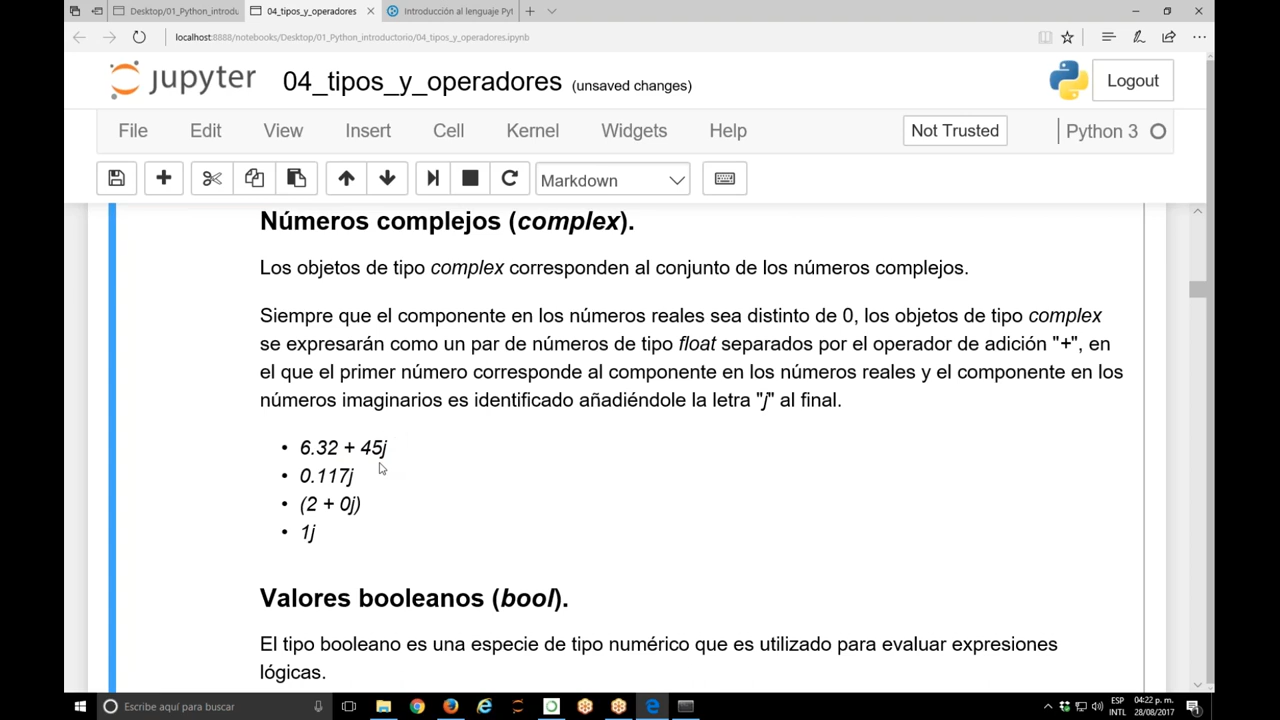 Desktop/01_Python_introdu
04_tipos_y_operadores
Introducción al lenguaje Pyt
localhost:8888/notebooks/Desktop/01_Python_introductorio/04_tipos_y_operadores.ipynb
jupyter
04_tipos_y_operadores (unsaved changes)
Logout
File Edit View Insert Cell Kernel Widgets Help
Not Trusted
Python 3
Markdown
Números complejos (complex).
Los objetos de tipo complex corresponden al conjunto de los números complejos.
Siempre que el componente en los números reales sea distinto de 0, los objetos de tipo complex
se expresarán como un par de números de tipo float separados por el operador de adición "+", en
el que el primer número corresponde al componente en los números reales y el componente en los
números imaginarios es identificado añadiéndole la letra "j" al final.
• 6.32 + 45j
• 0.117j
• (2 + 0j)
• 1j
Valores booleanos (bool).
El tipo booleano es una especie de tipo numérico que es utilizado para evaluar expresiones
lógicas.
Escribe aquí para buscar
ESP
INTL
04:22 p. m.
28/08/2017
1